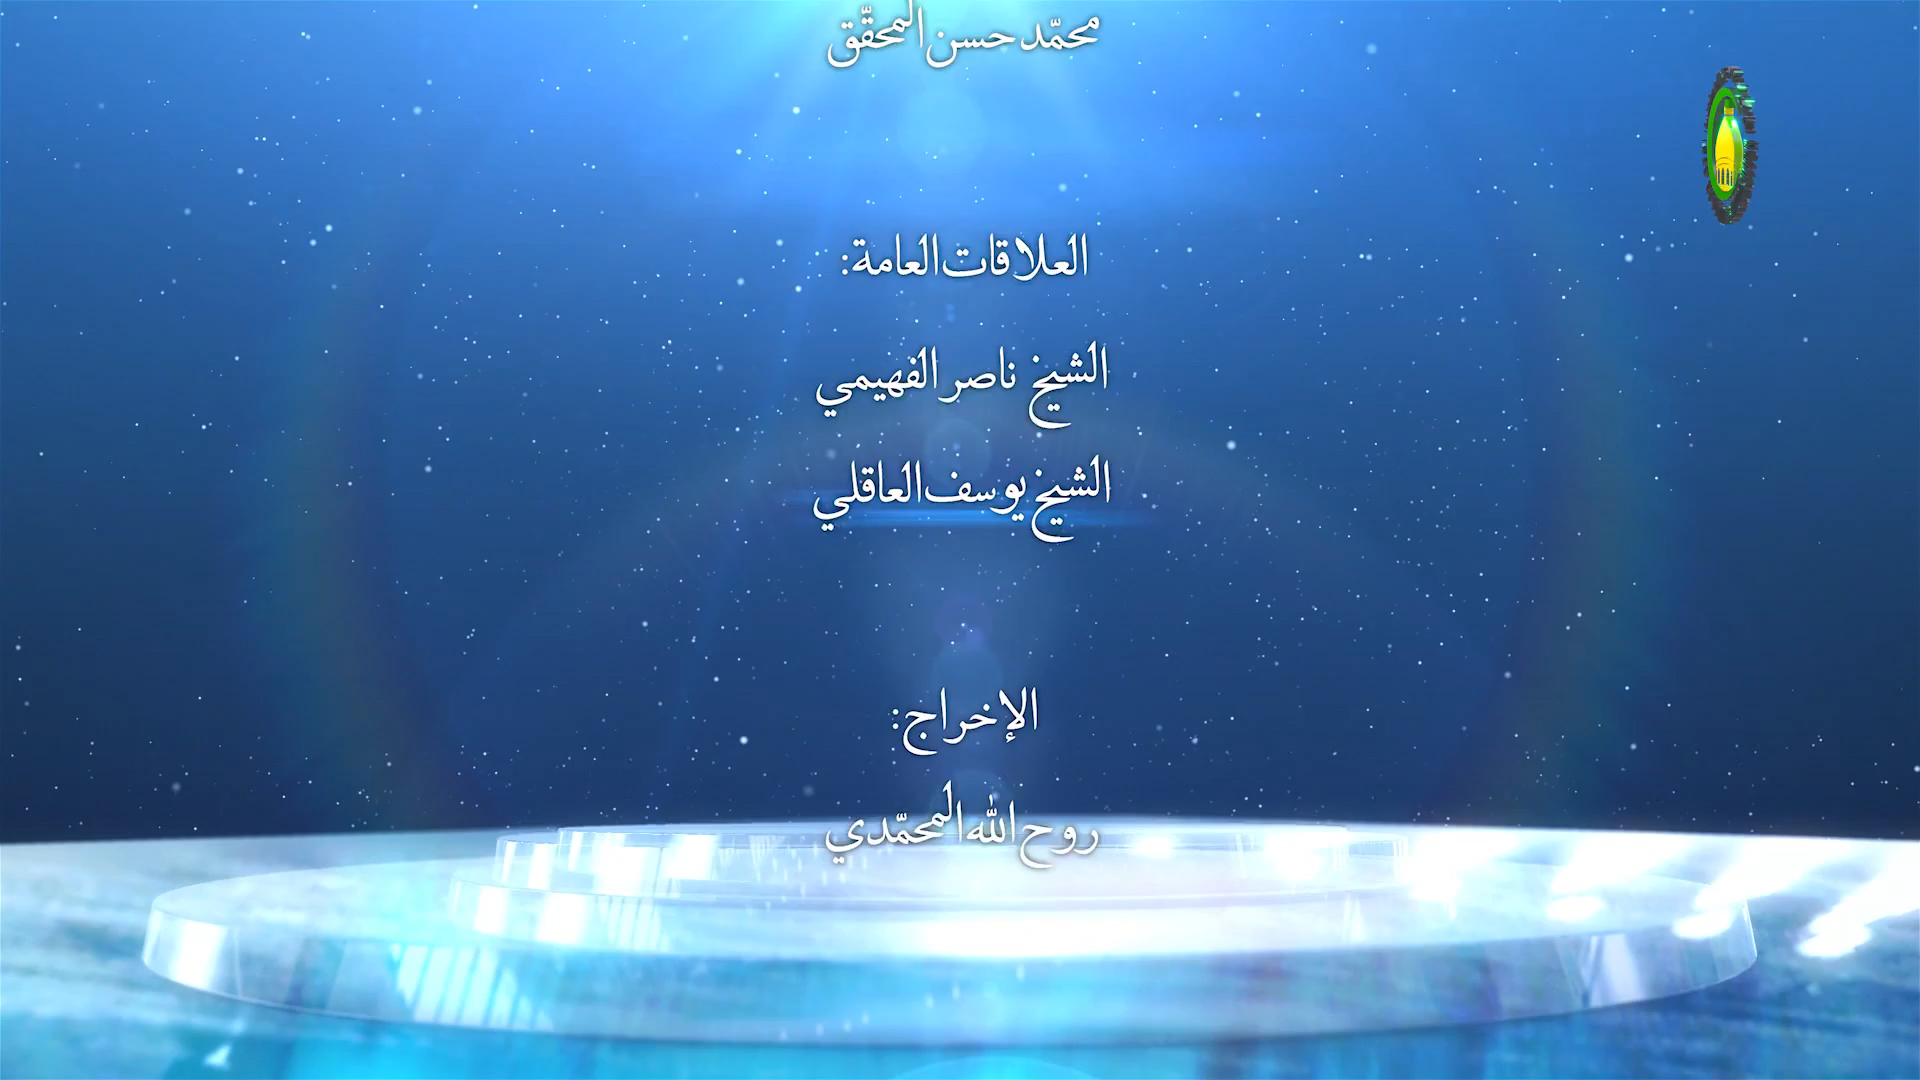 محمّد حسن المحقّق
العلاقات العامة:
الشيخ ناصر الفهيمي
الشيخ يوسف العاقلي
الإخراج:
روح الله المحمّدي